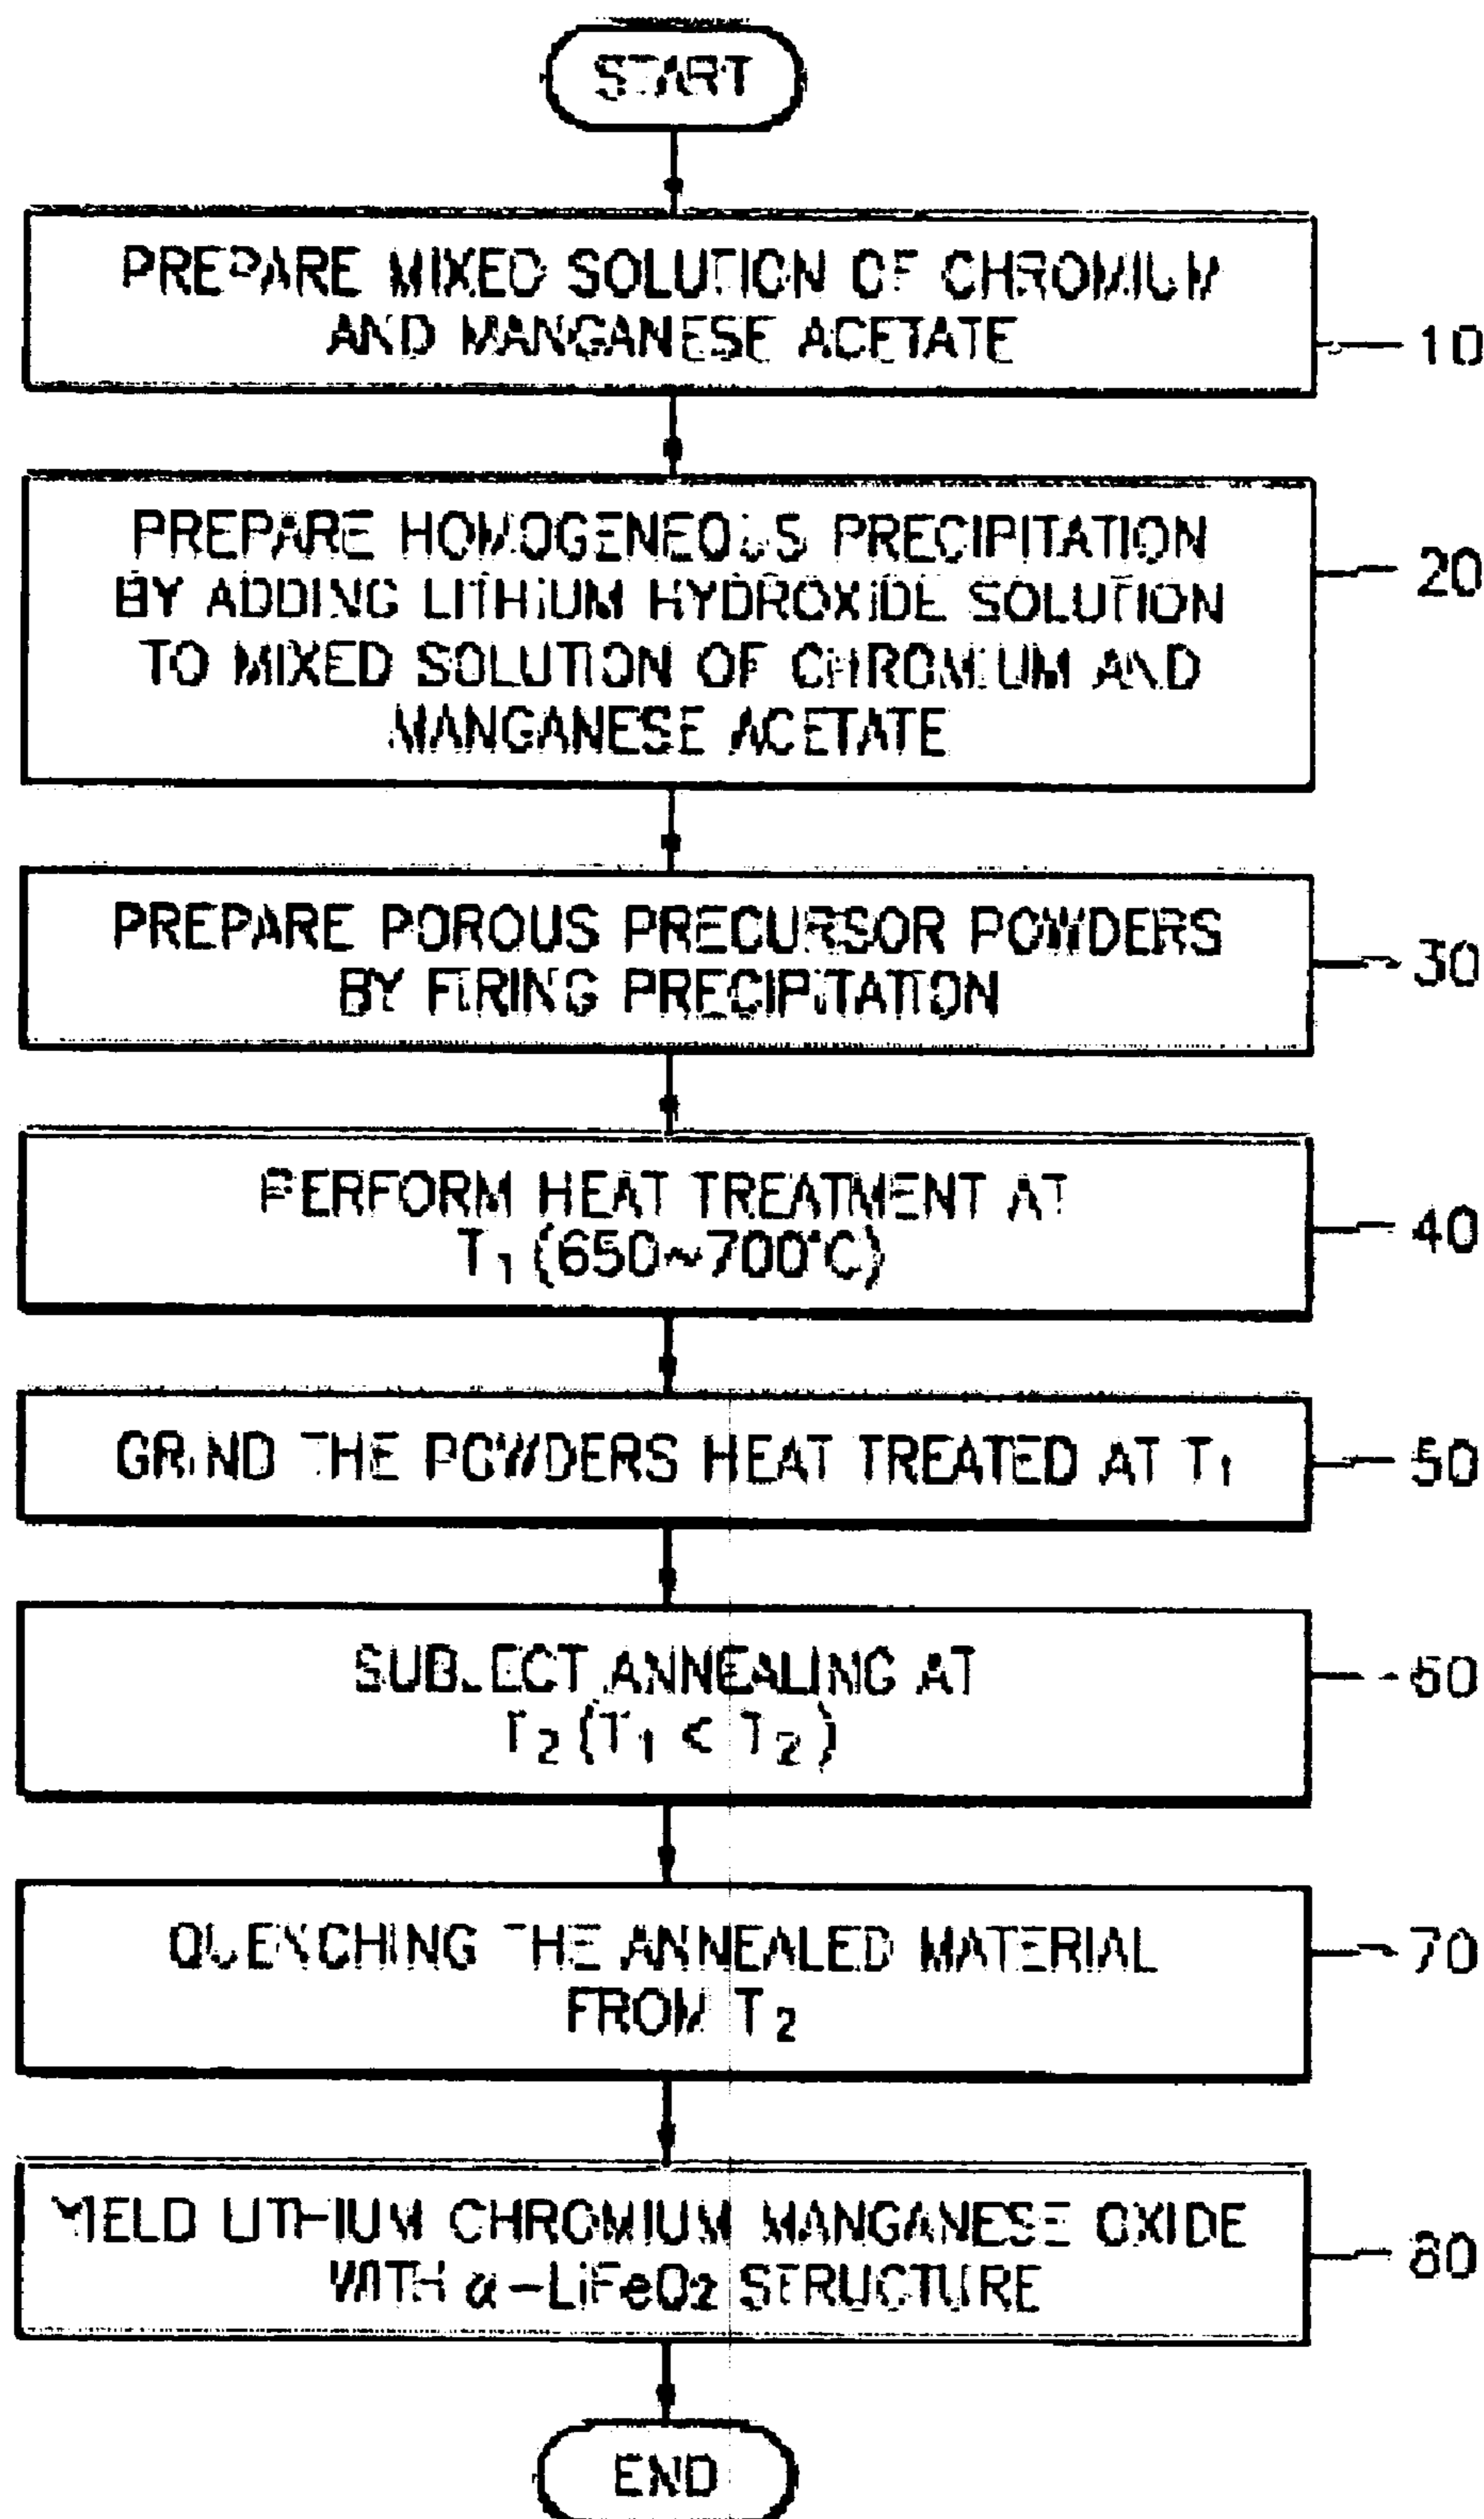 START
PREPARE MIXED SOLUTION OF CHROMIUM
AND MANGANESE ACETATE
10
PREPARE HOMOGENEOUS PRECIPITATION
BY ADDING LITHIUM HYDROXIDE SOLUTION
TO MIXED SOLUTION OF CHROMIUM AND
MANGANESE ACETATE
20
PREPARE POROUS PRECURSOR POWDERS
BY FIRING PRECIPITATION
30
PERFORM HEAT TREATMENT AT
T₁ (650~700°C)
40
GRIND THE POWDERS HEAT TREATED AT T₁
50
SUBJECT ANNEALING AT
T₂ (T₁ < T₂)
60
QUENCHING THE ANNEALED MATERIAL
FROM T₂
70
YIELD LITHIUM CHROMIUM MANGANESE OXIDE
WITH α-LiFeO₂ STRUCTURE
80
END